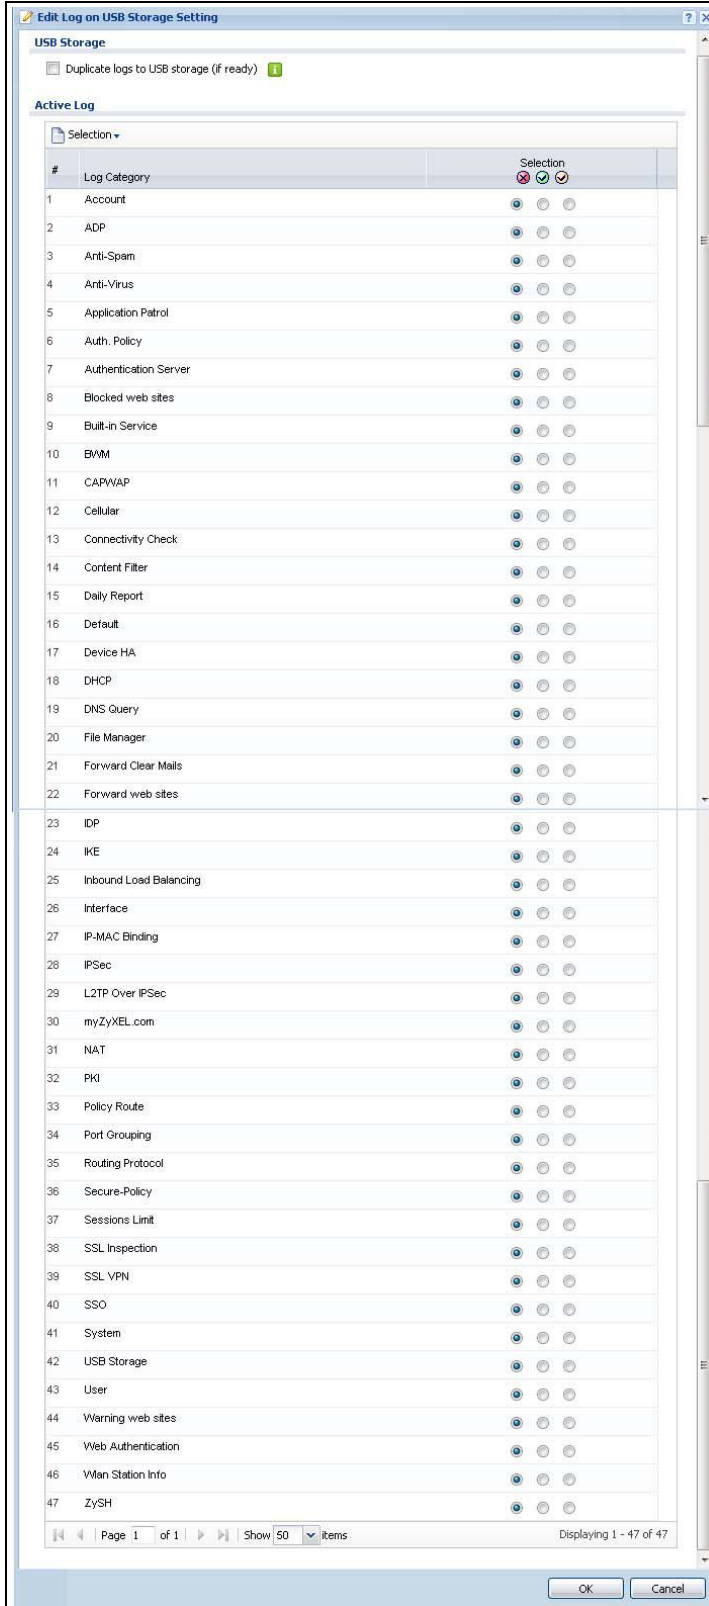 Edit Log on USB Storage Setting
USB Storage
Duplicate logs to USB storage (if ready)
Active Log
Selection
# Log Category Selection
1 Account
2 ADP
3 Anti-Spam
4 Anti-Virus
5 Application Patrol
6 Auth. Policy
7 Authentication Server
8 Blocked web sites
9 Built-in Service
10 BWM
11 CAPWAP
12 Cellular
13 Connectivity Check
14 Content Filter
15 Daily Report
16 Default
17 Device HA
18 DHCP
19 DNS Query
20 File Manager
21 Forward Clear Mails
22 Forward web sites
23 IDP
24 IKE
25 Inbound Load Balancing
26 Interface
27 IP-MAC Binding
28 IPSec
29 L2TP Over IPSec
30 myZyXEL.com
31 NAT
32 PKI
33 Policy Route
34 Port Grouping
35 Routing Protocol
36 Secure-Policy
37 Sessions Limit
38 SSL Inspection
39 SSL VPN
40 SSO
41 System
42 USB Storage
43 User
44 Warning web sites
45 Web Authentication
46 Wlan Station Info
47 ZySH
Page 1 of 1 Show 50 items Displaying 1 - 47 of 47
OK Cancel